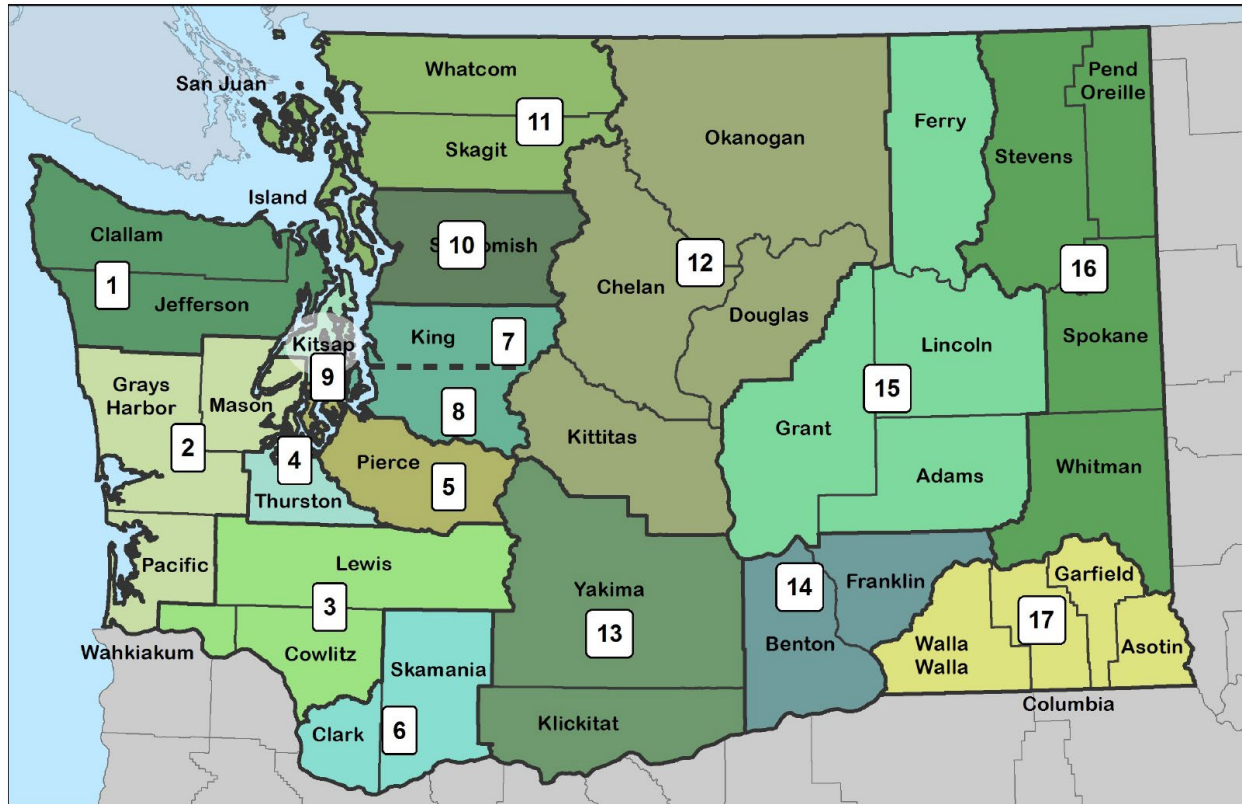 Whatcom
Pend
Oreille
San Juan
11
Okanogan
Ferry
Skagit
Stevens
Island
Clallam
10
12
16
1
Chelan
Jefferson
Douglas
Kitsap
King
7
Lincoln
Spokane
9
Grays
Harbor
Mason
15
8
2
Kittitas
Grant
4
Pierce
5
Whitman
Thurston
Adams
Pacific
Lewis
Yakima
14
Franklin
Garfield
3
13
17
Wahkiakum
Cowlitz
Skamania
Benton
Walla
Walla
Asotin
Columbia
Clark
6
Klickitat